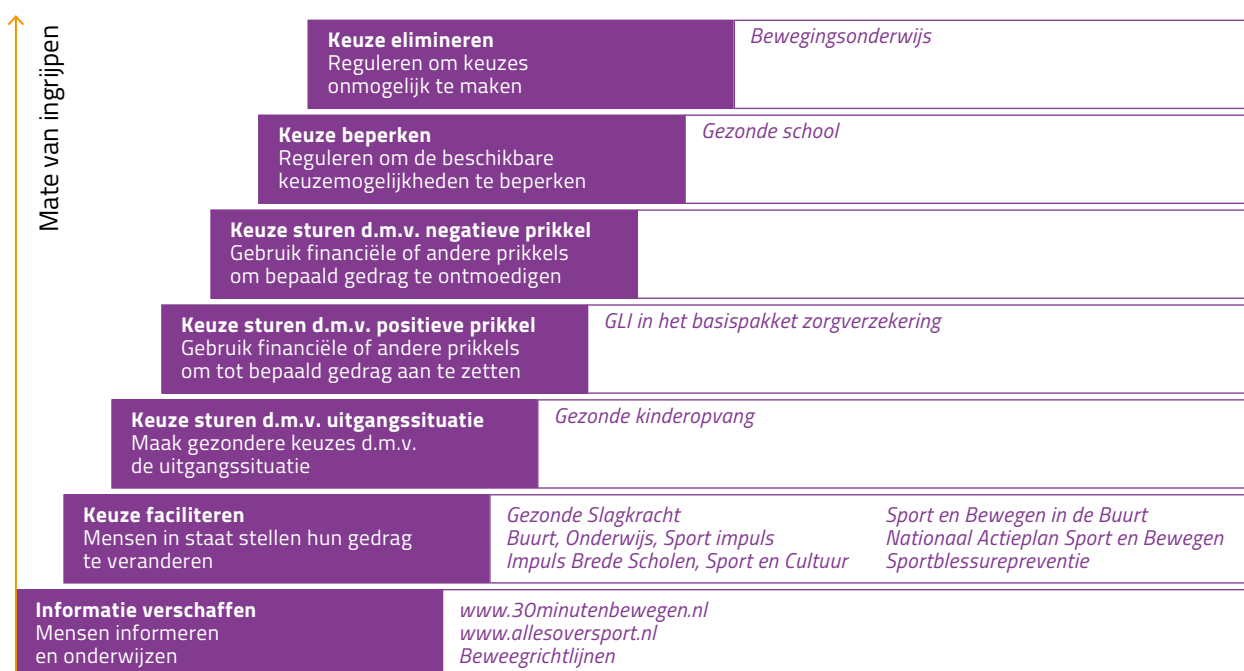 Mate van ingrijpen
Keuze elimineren
Reguleren om keuzes
onmogelijk te maken
Bewegingsonderwijs
Keuze beperken
Reguleren om de beschikbare
keuzemogelijkheden te beperken
Gezonde school
Keuze sturen d.m.v. negatieve prikkel
Gebruik financiële of andere prikkels
om bepaald gedrag te ontmoedigen
Keuze sturen d.m.v. positieve prikkel
Gebruik financiële of andere prikkels
om tot bepaald gedrag aan te zetten
GLI in het basispakket zorgverzekering
Keuze sturen d.m.v. uitgangssituatie
Maak gezondere keuzes d.m.v.
de uitgangssituatie
Gezonde kinderopvang
Keuze faciliteren
Mensen in staat stellen hun gedrag
te veranderen
Gezonde Slagkracht
Buurt, Onderwijs, Sport impuls
Impuls Brede Scholen, Sport en Cultuur
Sport en Bewegen in de Buurt
Nationaal Actieplan Sport en Bewegen
Sportblessurepreventie
Informatie verschaffen
Mensen informeren
en onderwijzen
www.30minutenbewegen.nl
www.allesoversport.nl
Beweegrichtlijnen